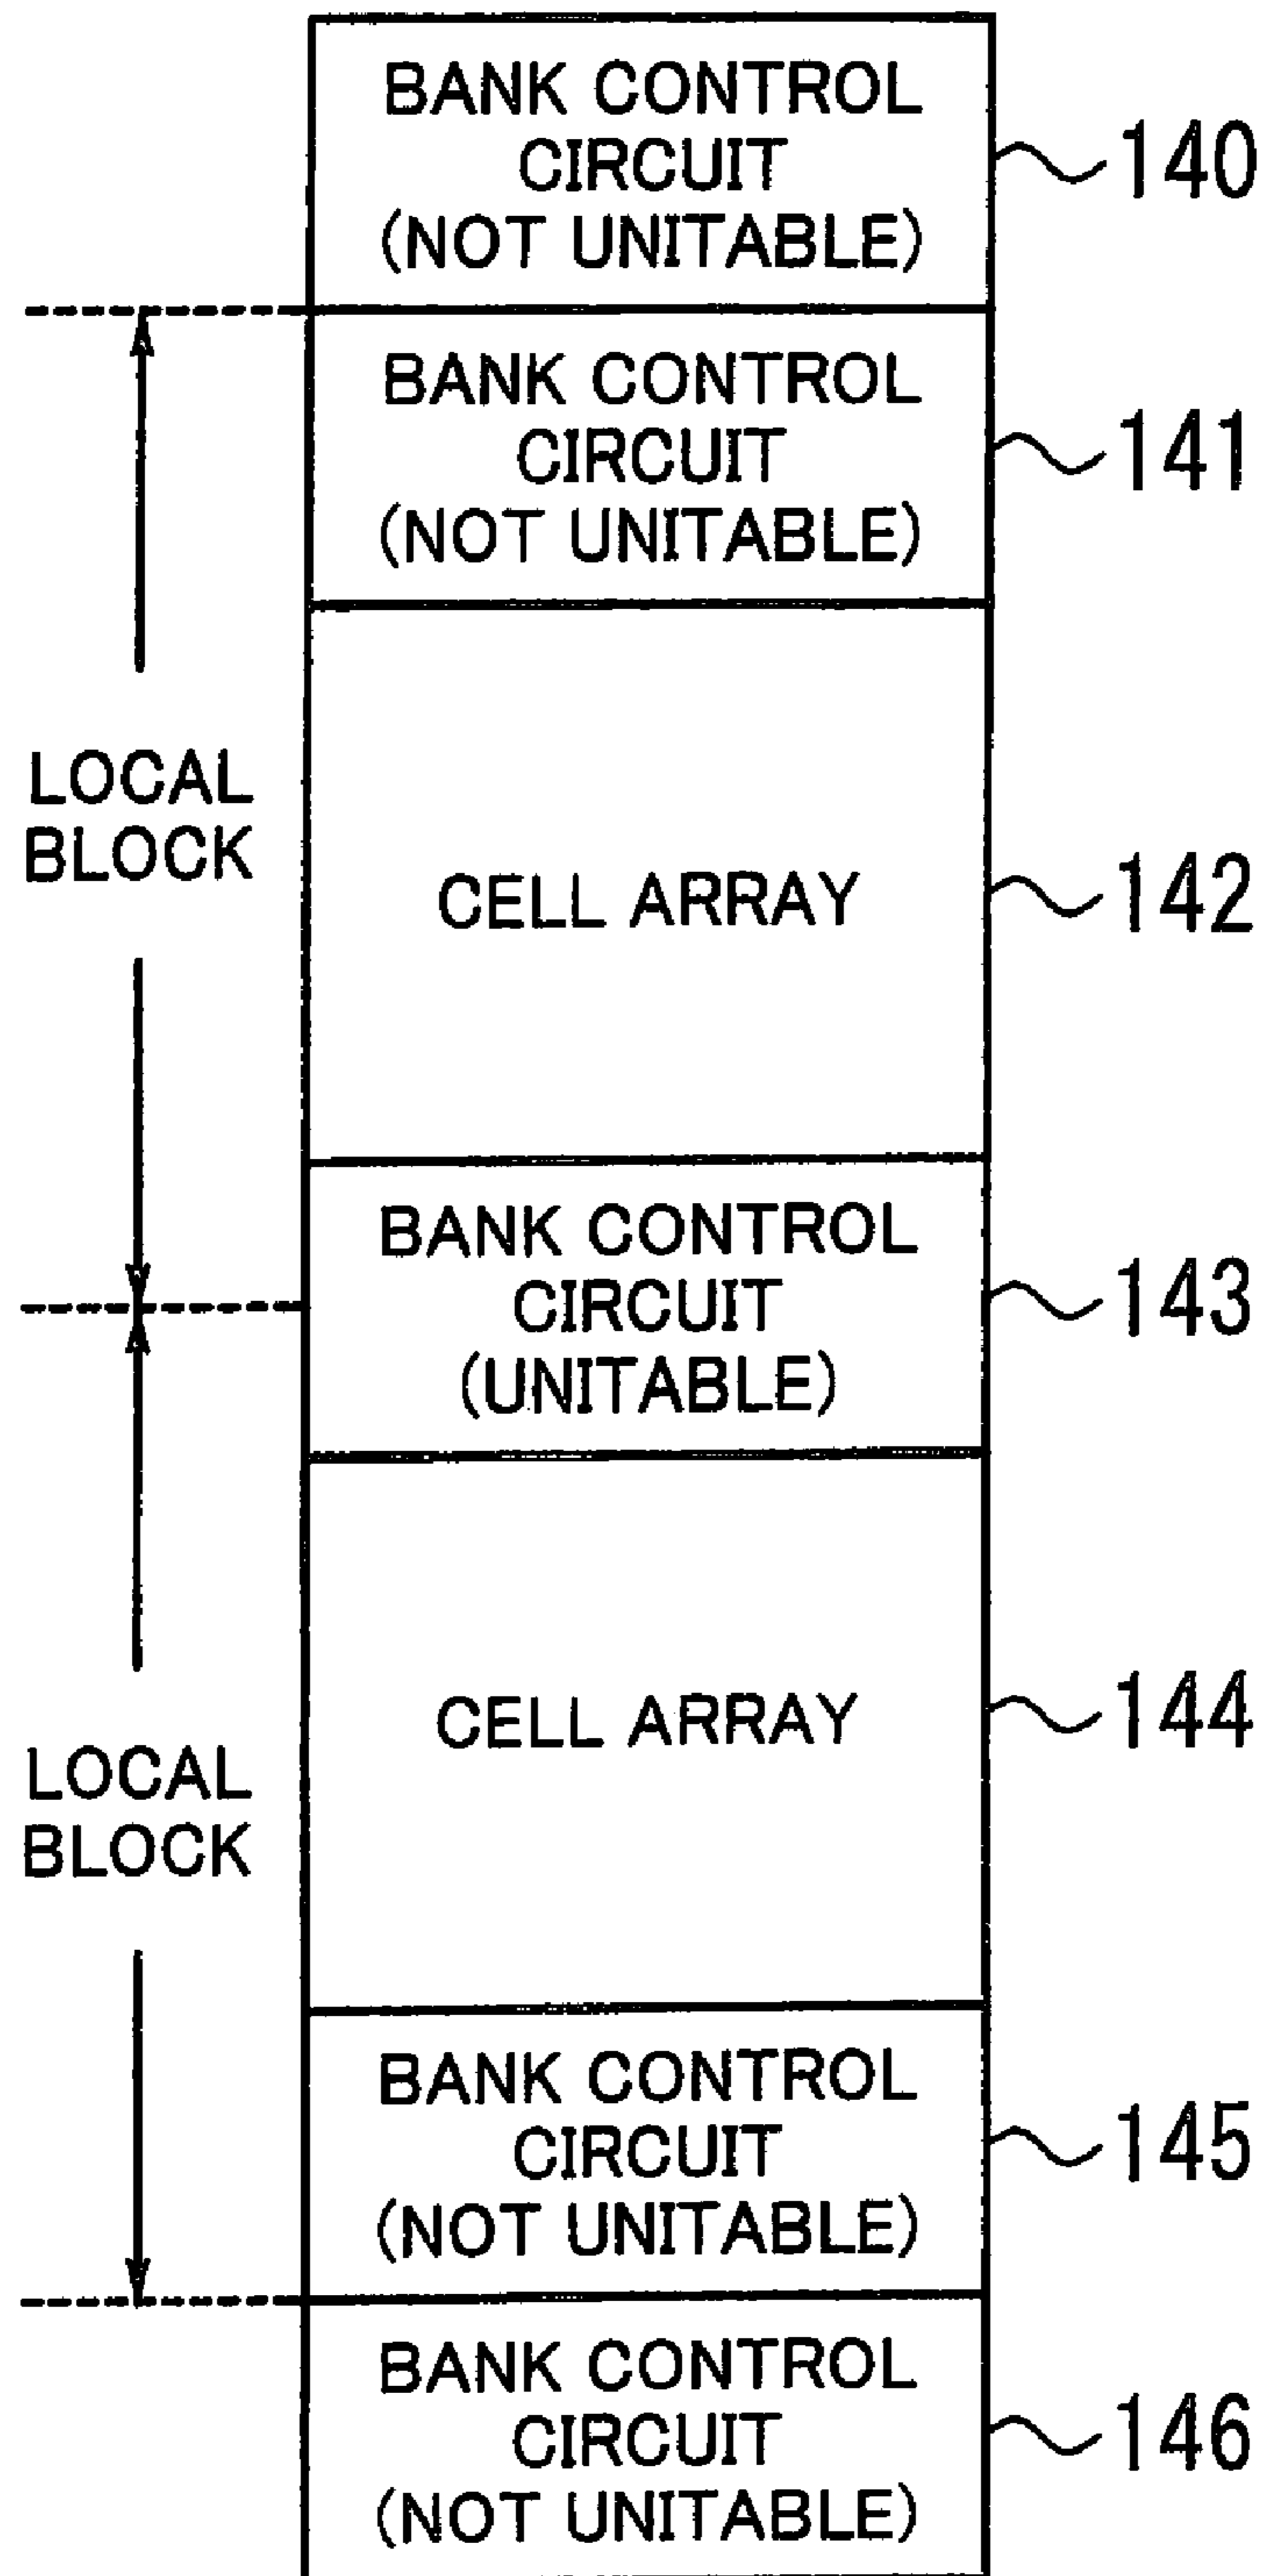 BANK CONTROL
CIRCUIT
(NOT UNITABLE)
140
BANK CONTROL
CIRCUIT
(NOT UNITABLE)
141
LOCAL
BLOCK
CELL ARRAY
142
BANK CONTROL
CIRCUIT
(UNITABLE)
143
CELL ARRAY
144
LOCAL
BLOCK
BANK CONTROL
CIRCUIT
(NOT UNITABLE)
145
BANK CONTROL
CIRCUIT
(NOT UNITABLE)
146